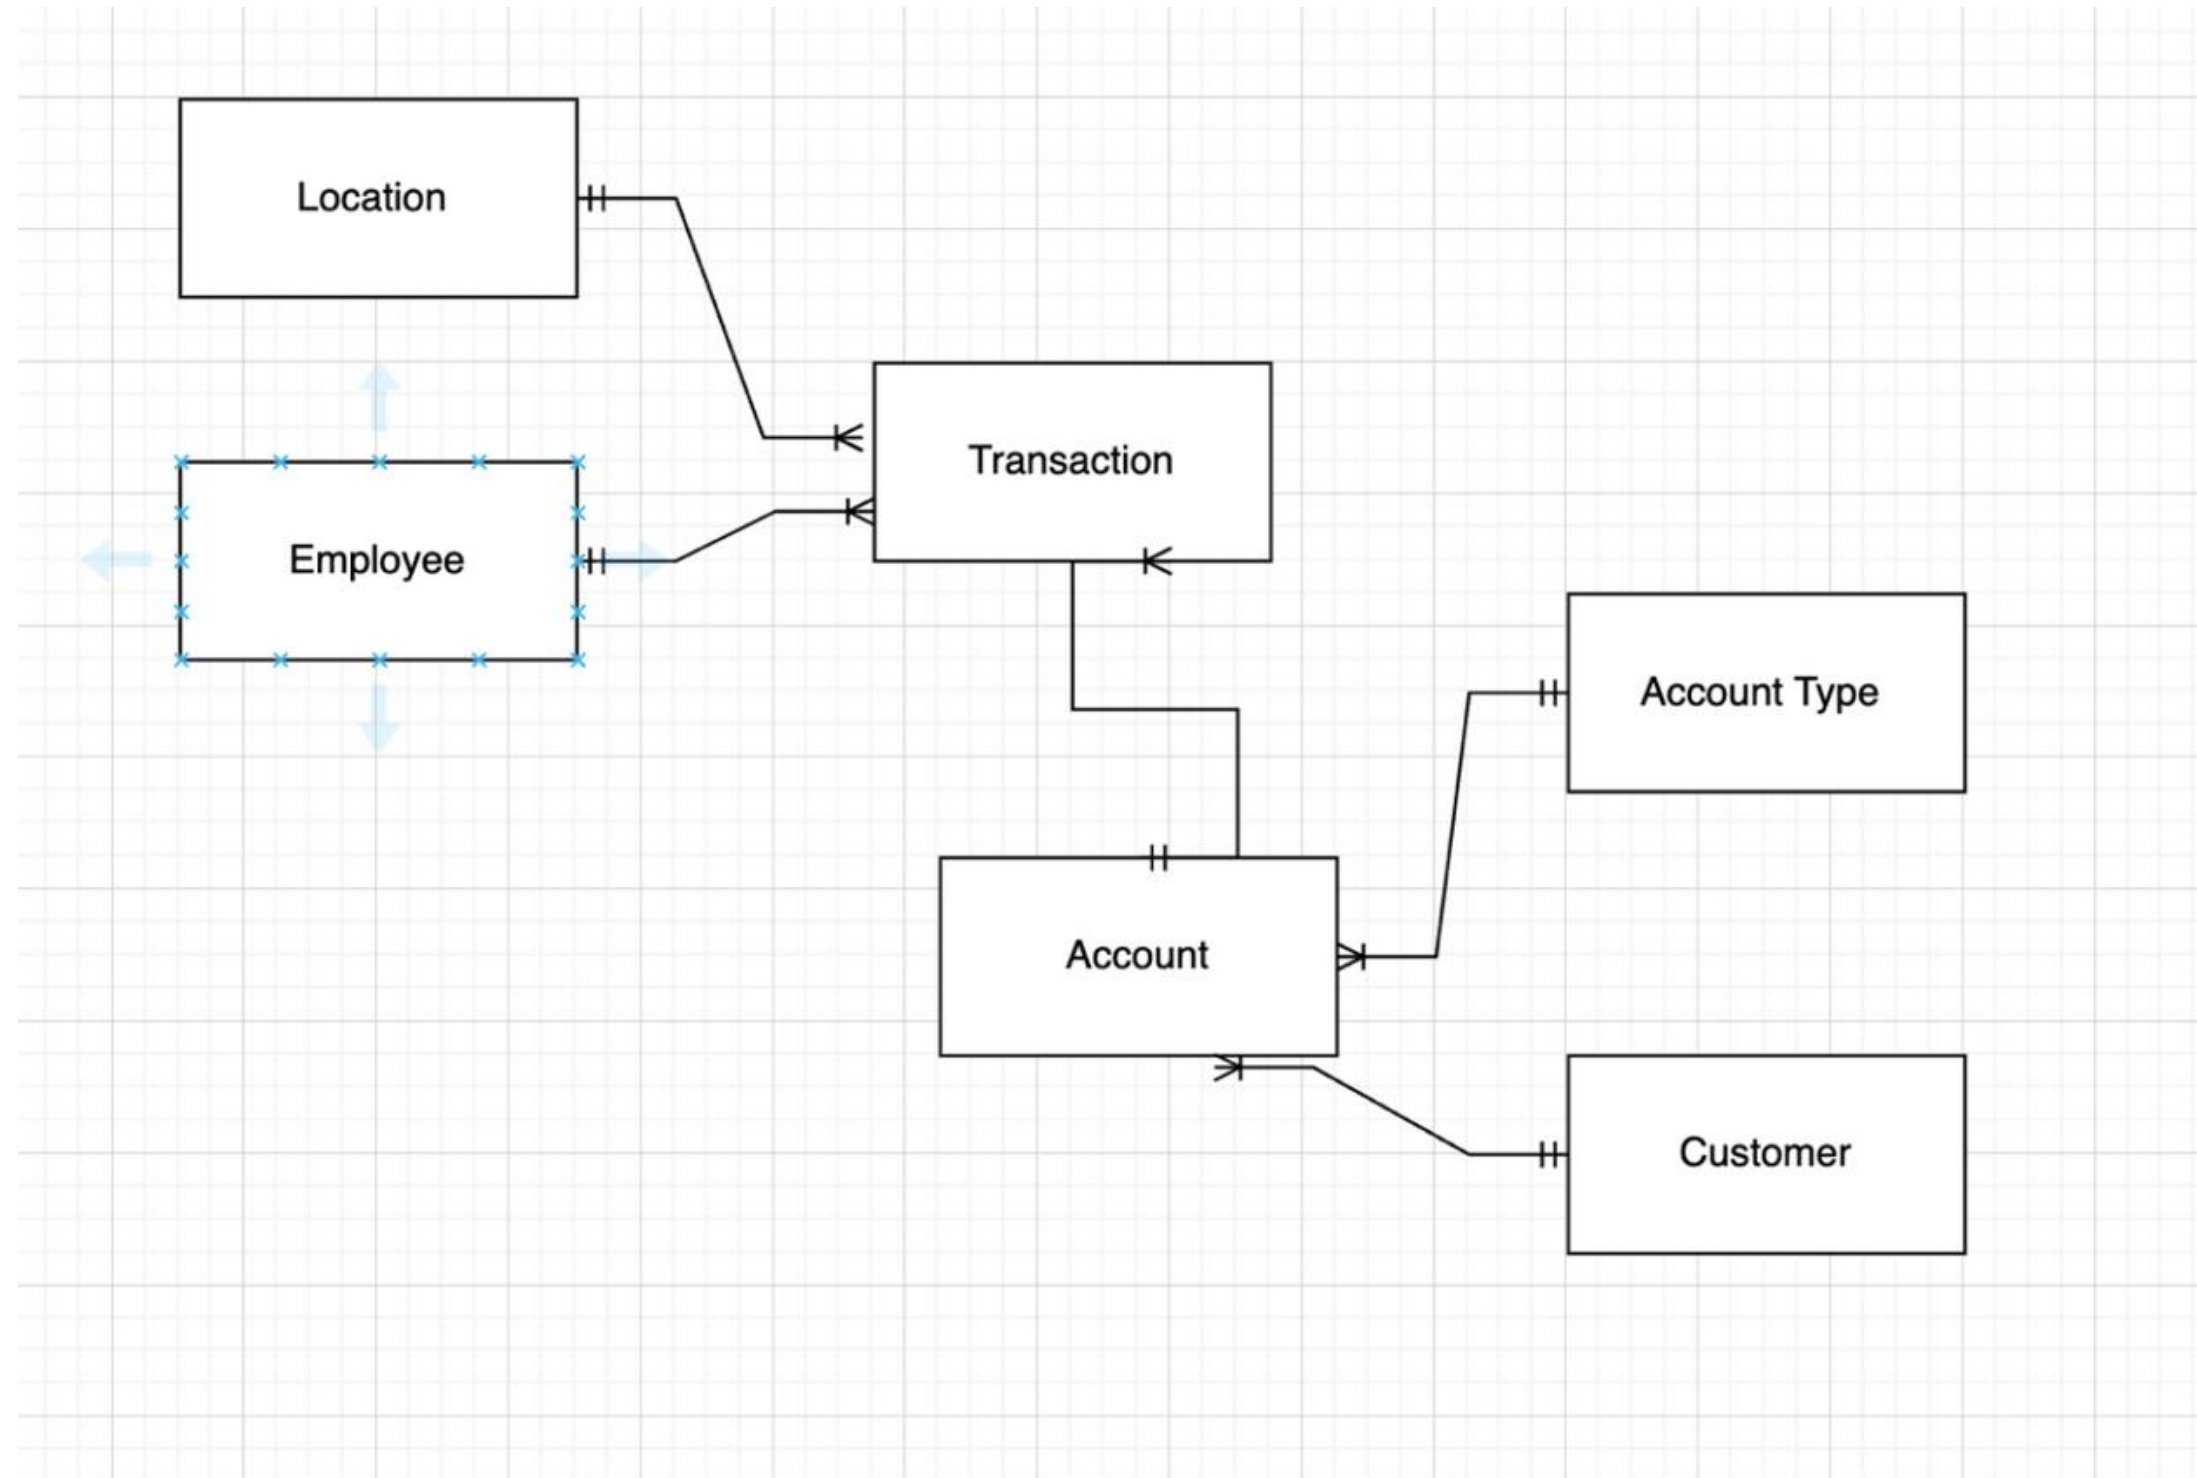 Location
Transaction
Employee
Account Type
Account
Customer